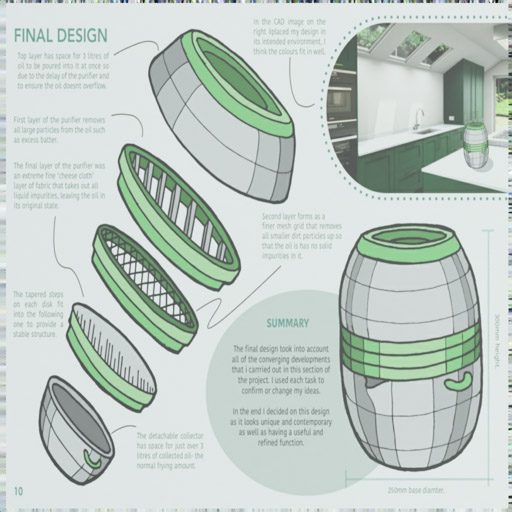 FINAL DESIGN
Top layer has space for 3 litres of
oil to be poured into it at once so
due to the delay of the purifier and
to ensure the oil doesnt overflow.
In the CAD image on the
right iplaced my design in
its intended environment, I
think the colours fit in well.
First layer of the purifier removes
all large particles from the oil such
as excess batter.
The final layer of the purifier was
an extreme fine 'cheese cloth'
layer of fabric that takes out all
liquid impurities, leaving the oil in
its original state.
Second layer forms as a
finer mesh grid that removes
all smaller dirt particles up so
that the oil is has no solid
impurities in it.
The tapered steps
on each disk fit
into the following
one to provide a
stable structure.
SUMMARY
The final design took into account
all of the converging developments
that i carried out in this section of
the project. I used each task to
confirm or change my ideas.
In the end I decided on this design
as it looks unique and contemporary
as well as having a useful and
refined function.
300mm height.
The detachable collector
has space for just over 3
litres of collected oil- the
normal frying amount.
250mm base diamter.
10